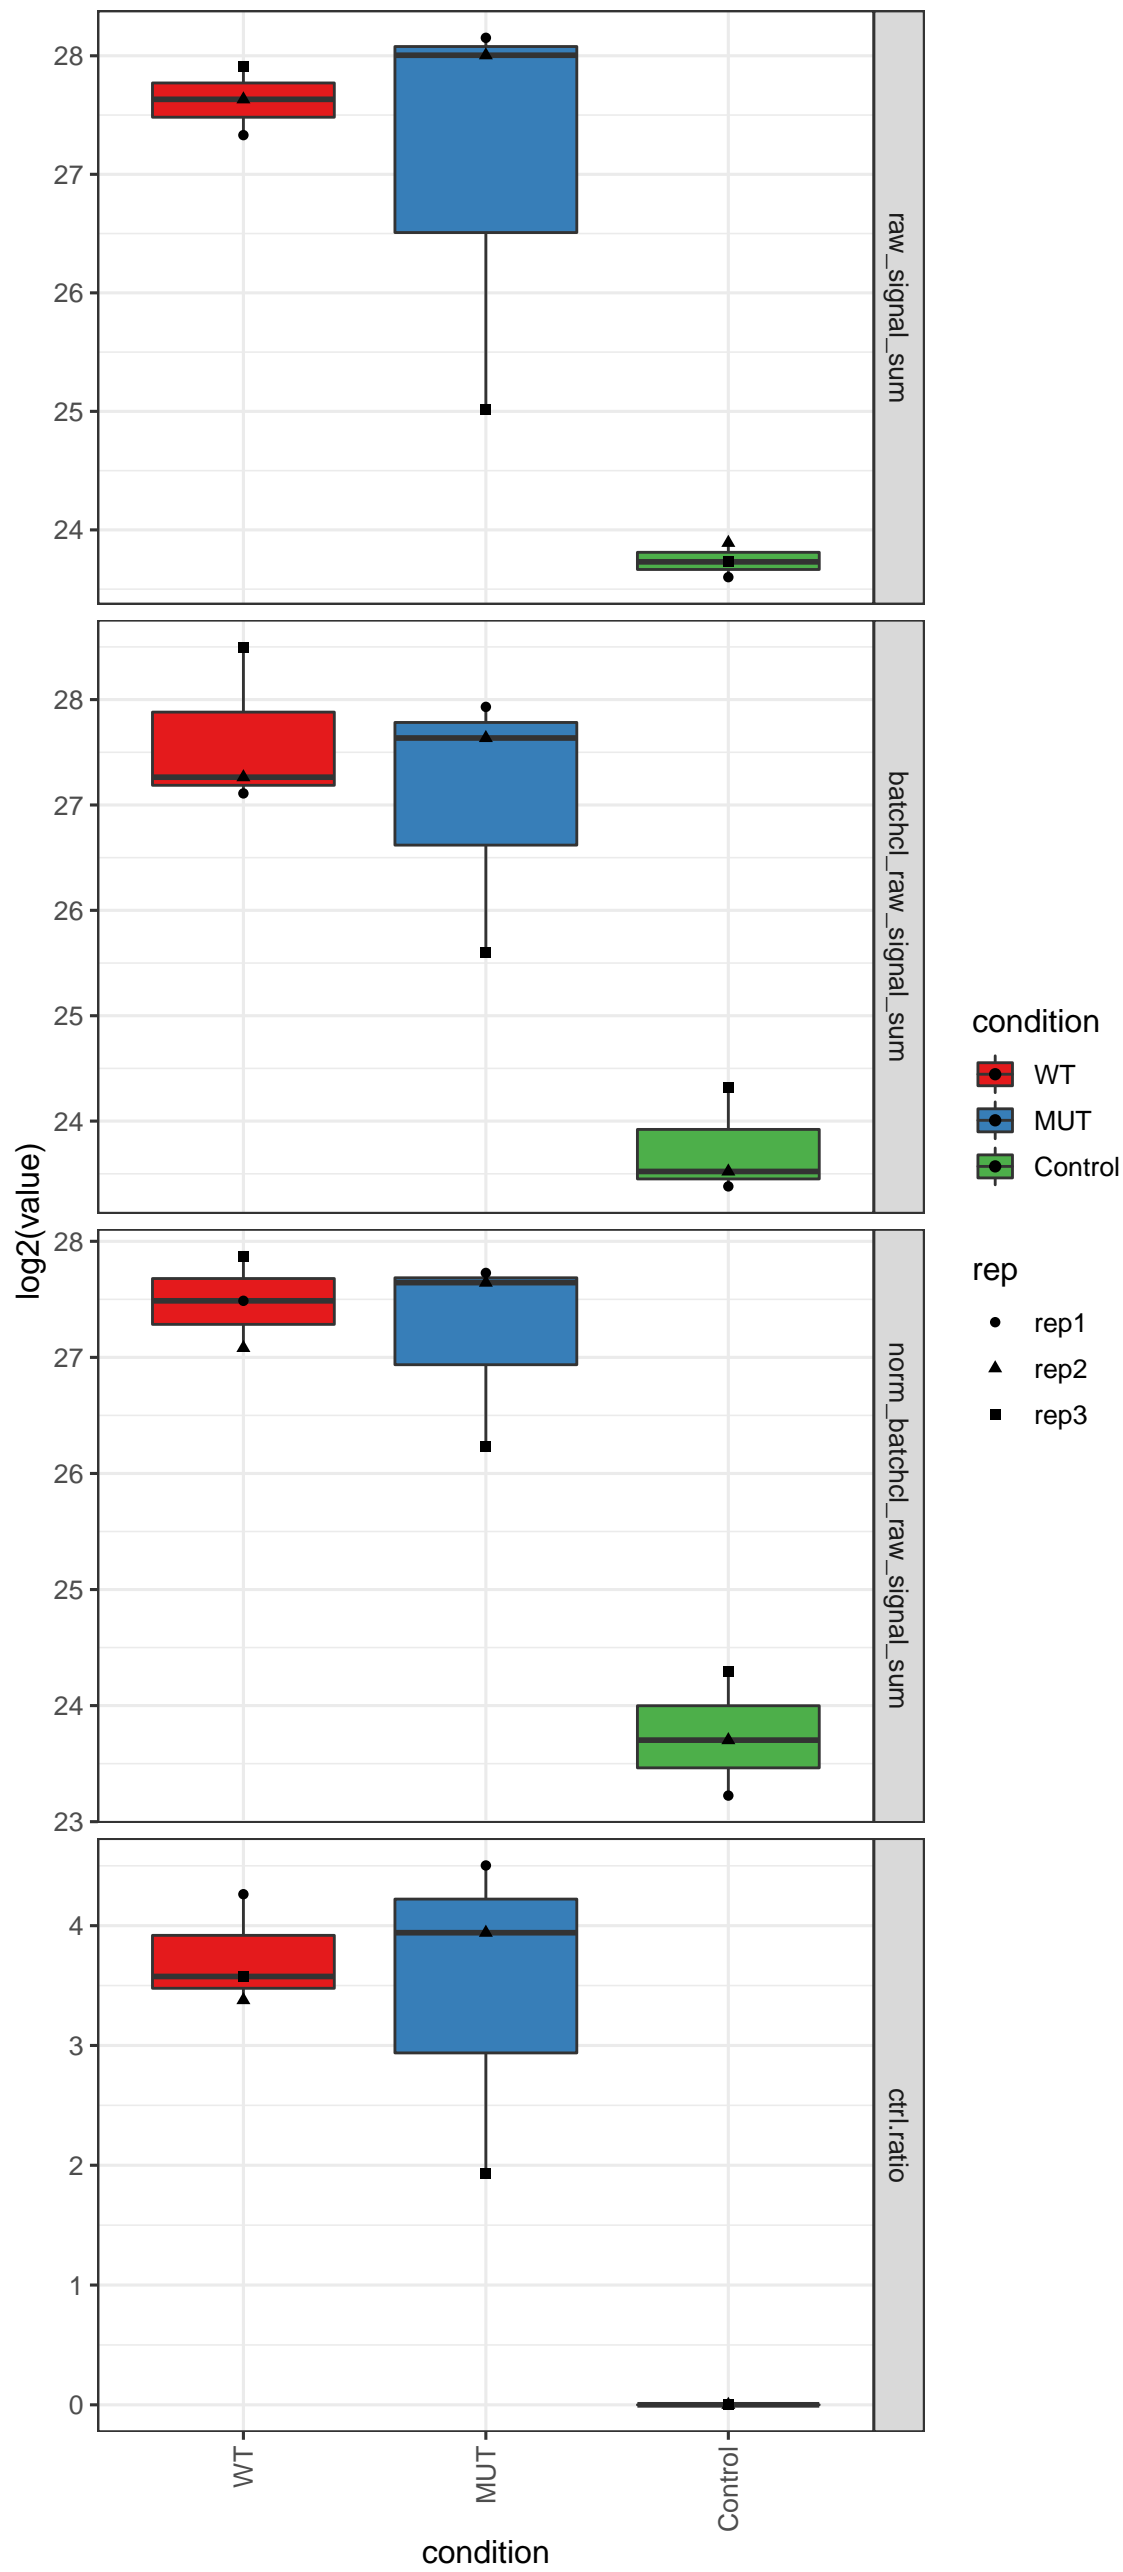 28
27
26
25
24
raw_signal_sum
28
27
26
25
24
batchcl_raw_signal_sum
28
27
26
25
24
23
norm_batchcl_raw_signal_sum
4
3
2
1
0
ctrl.ratio
log2(value)
WT
MUT
Control
condition
condition
WT
MUT
Control
rep
rep1
rep2
rep3